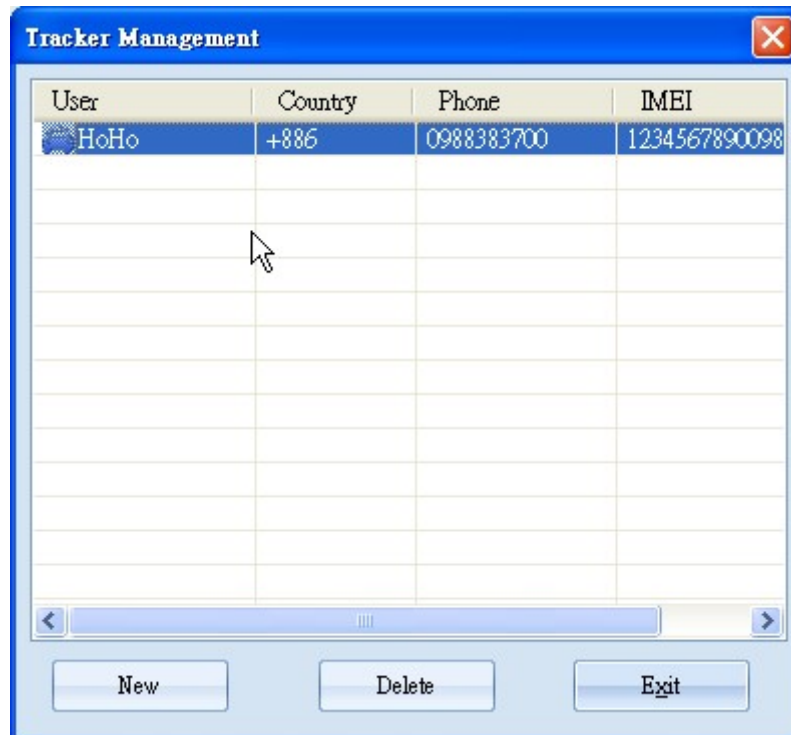 Tracker Management
User Country Phone IMEI
HoHo +886 0988383700 1234567890098
New Delete Exit